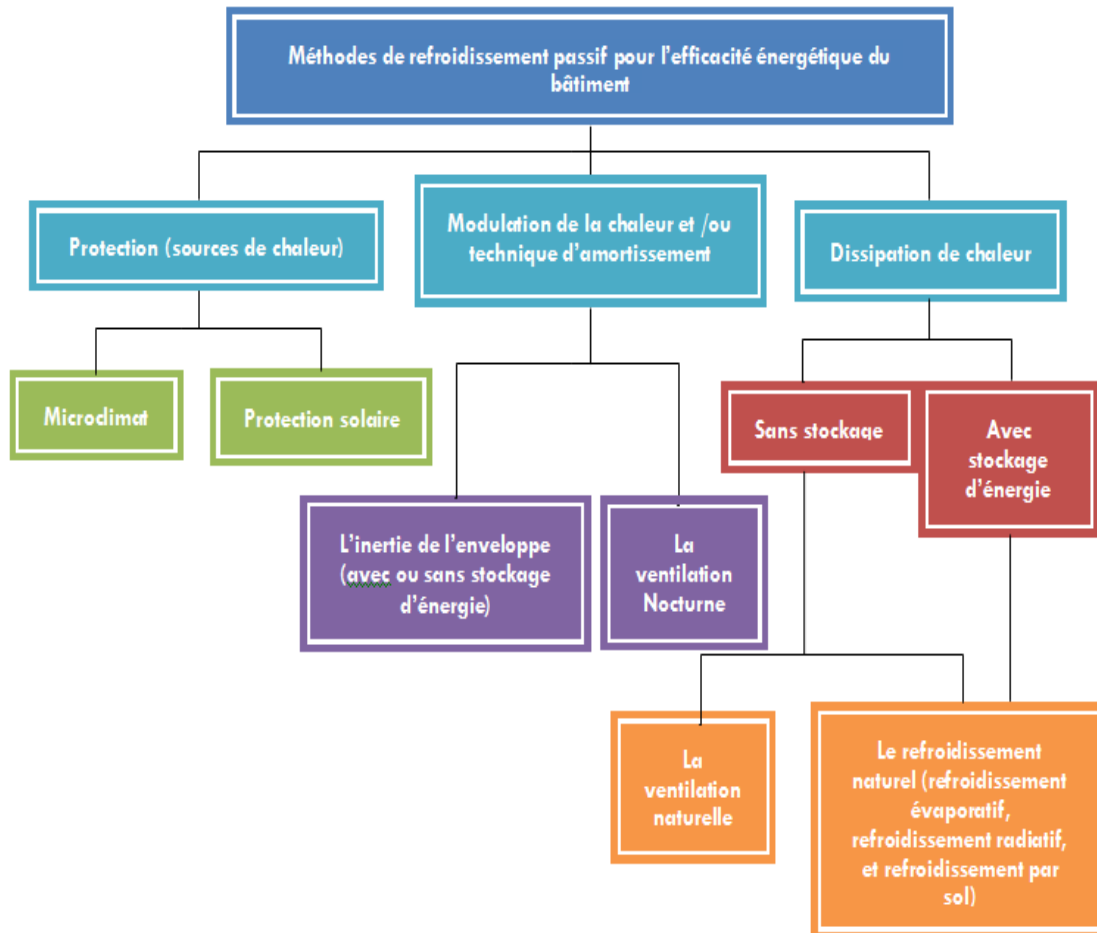 Méthodes de refroidissement passif pour l'efficacité énergétique du
bâtiment
Protection (sources de chaleur)
Modulation de la chaleur et /ou
technique d'amortissement
Dissipation de chaleur
Microclimat
Protection solaire
Sans stockage
Avec
stockage
d'énergie
L'inertie de l'enveloppe
(avec ou sans stockage
d'énergie)
La
ventilation
Nocturne
La
ventilation
naturelle
Le refroidissement
naturel (refroidissement
évaporatif,
refroidissement radiatif,
et refroidissement par
sol)